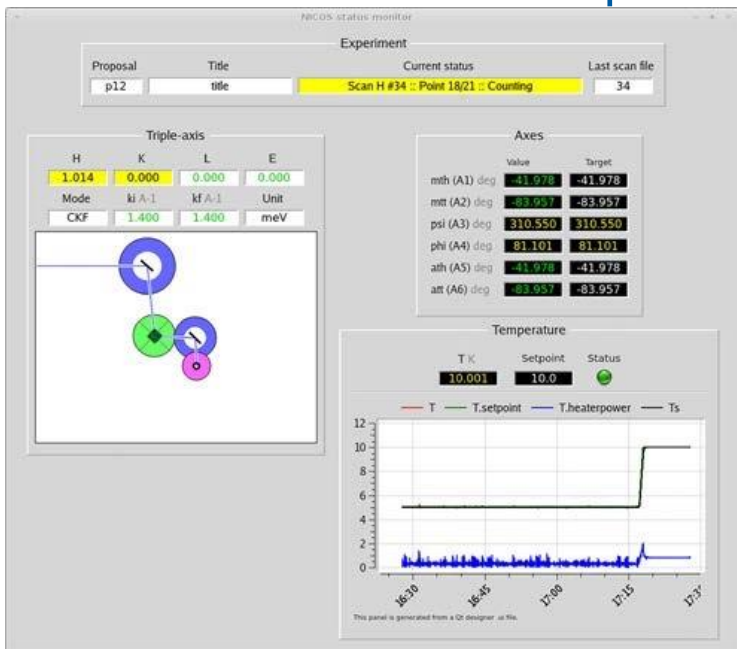 NICOS status monitor
Experiment
Proposal Title Current status Last scan file
p12 title Scan H #34 :: Point 18/21 :: Counting 34
Triple-axis
H K L E
1.014 0.000 0.000 0.000
Mode ki A-1 kf A-1 Unit
CKF 1.400 1.400 meV
Axes
Value Target
mth (A1) deg -41.978 -41.978
mtt (A2) deg -83.957 -83.957
psi (A3) deg 310.550 310.550
phi (A4) deg 81.101 81.101
ath (A5) deg -41.978 -41.978
att (A6) deg -83.957 -83.957
Temperature
T K Setpoint Status
10.001 10.0
T T.setpoint T.heaterpower Ts
12
10
8
6
4
2
0
16:30 16:45 17:00 17:15
This panel is generated from a Qt designer .ui file.